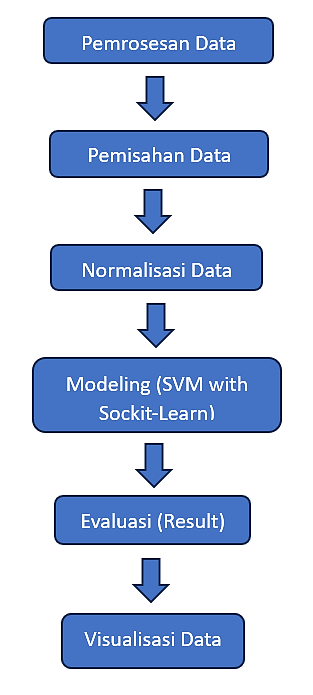 Pemrosesan Data
Pemisahan Data
Normalisasi Data
Modeling (SVM with
Sockit-Learn)
Evaluasi (Result)
Visualisasi Data